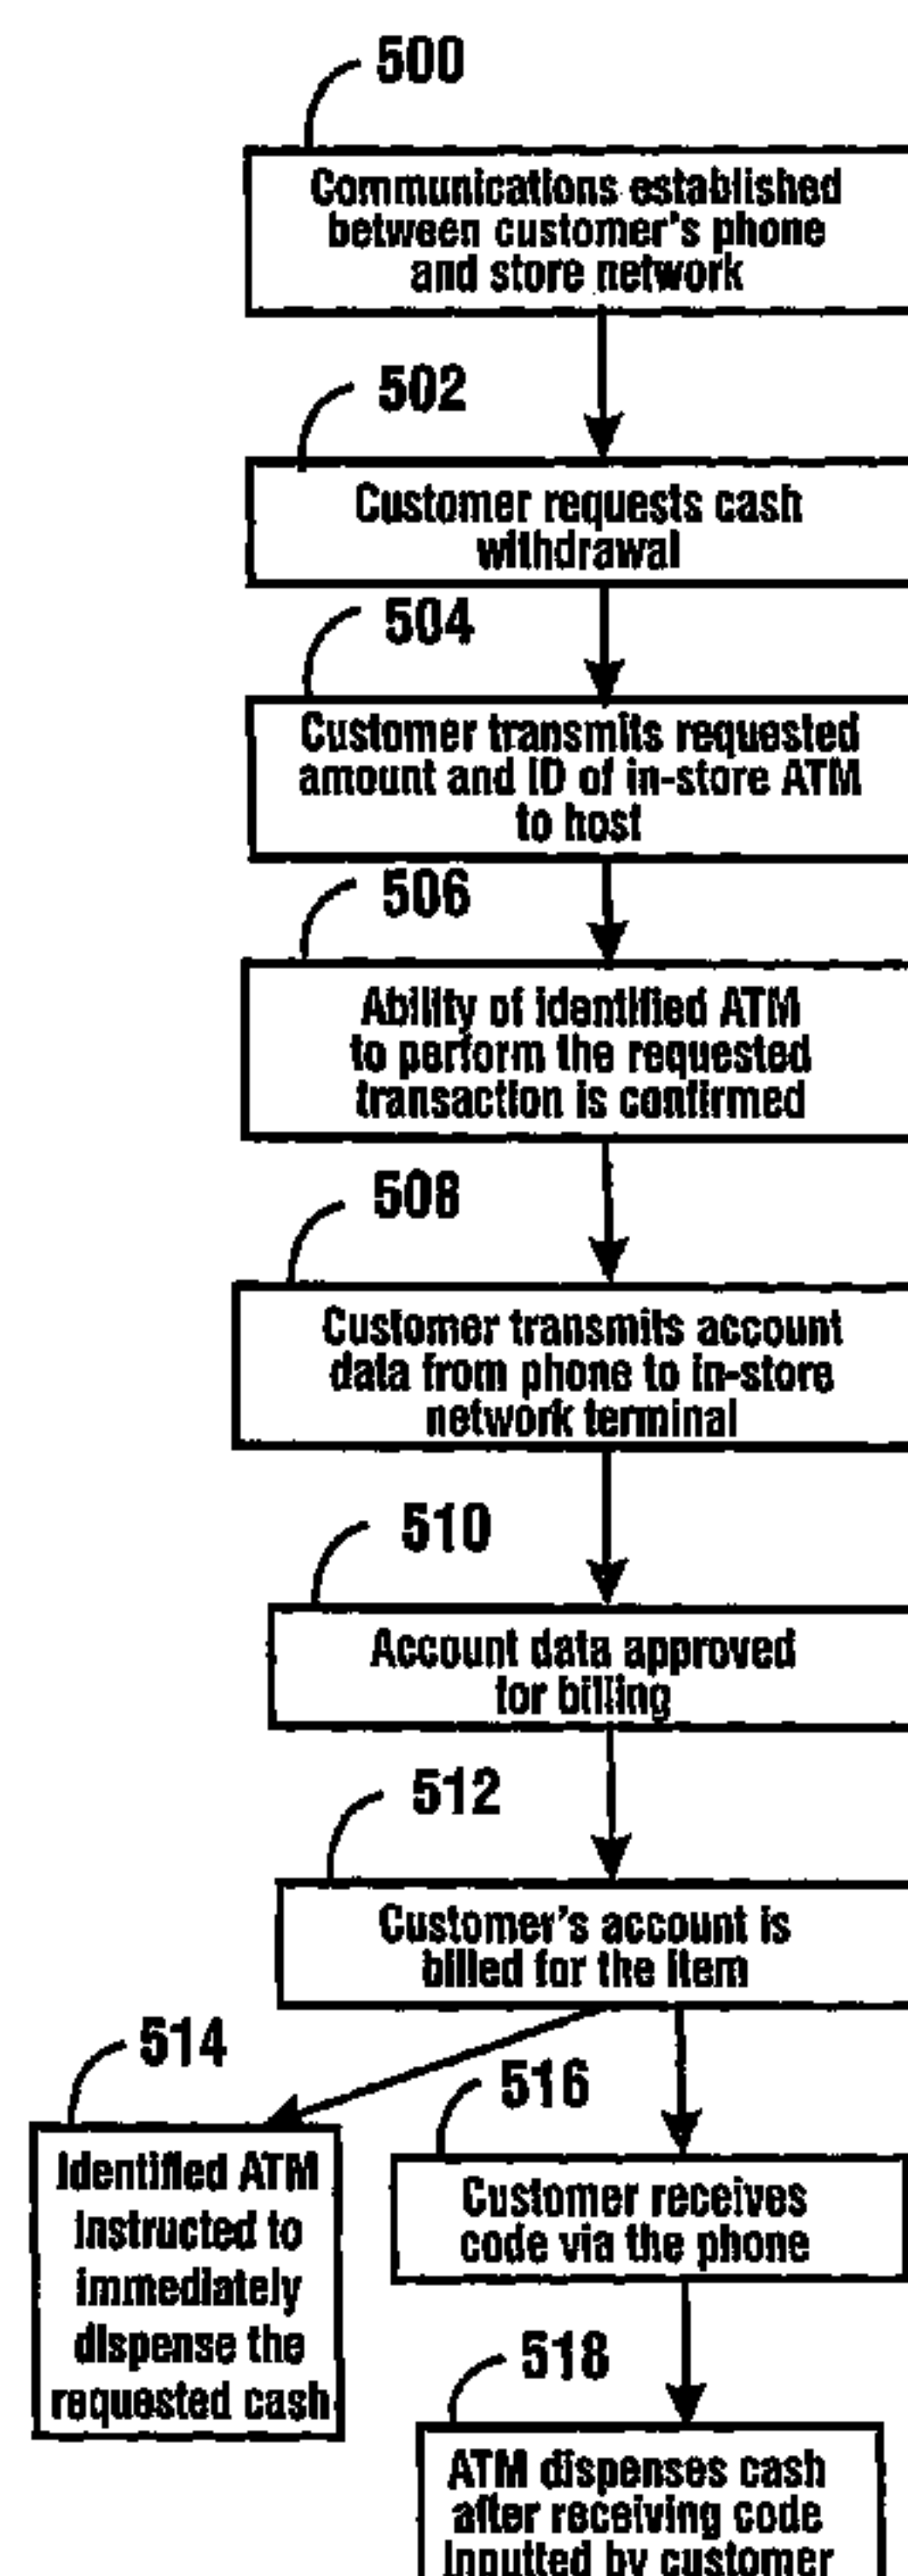 500
Communications established
between customer's phone
and store network
502
Customer requests cash
withdrawal
504
Customer transmits requested
amount and ID of in-store ATM
to host
506
Ability of identified ATM
to perform the requested
transaction is confirmed
508
Customer transmits account
data from phone to in-store
network terminal
510
Account data approved
for billing
512
Customer's account is
billed for the item
514
Identified ATM
instructed to
immediately
dispense the
requested cash
516
Customer receives
code via the phone
518
ATM dispenses cash
after receiving code
inputted by customer